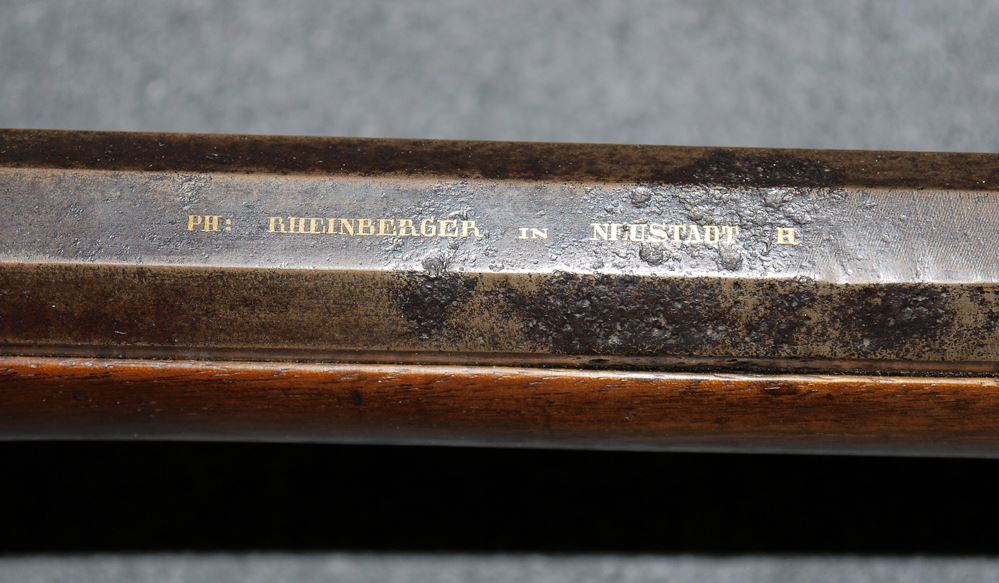 PH: RHEINBERGER IN NEUSTADT H